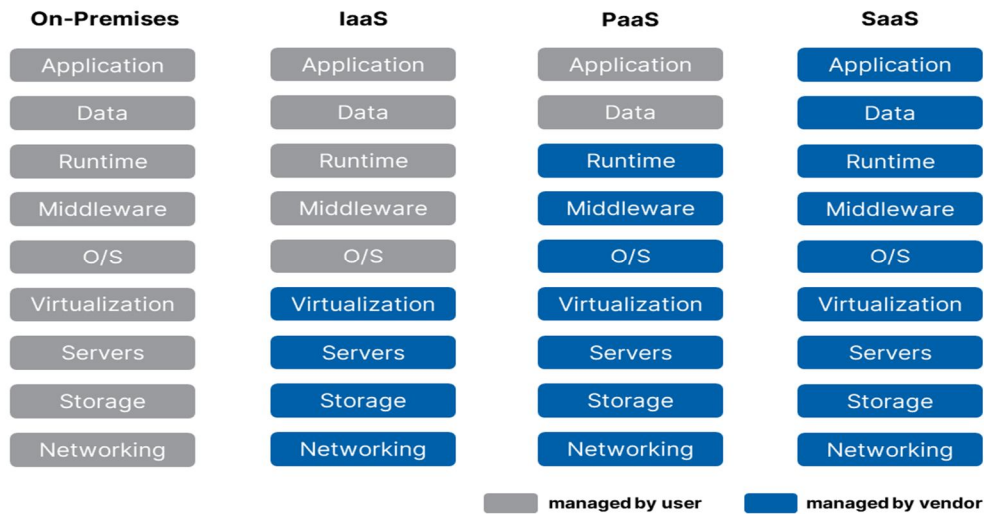 On-Premises IaaS PaaS SaaS
Application Application Application Application
Data Data Data Data
Runtime Runtime Runtime Runtime
Middleware Middleware Middleware Middleware
O/S O/S O/S O/S
Virtualization Virtualization Virtualization Virtualization
Servers Servers Servers Servers
Storage Storage Storage Storage
Networking Networking Networking Networking
managed by user managed by vendor